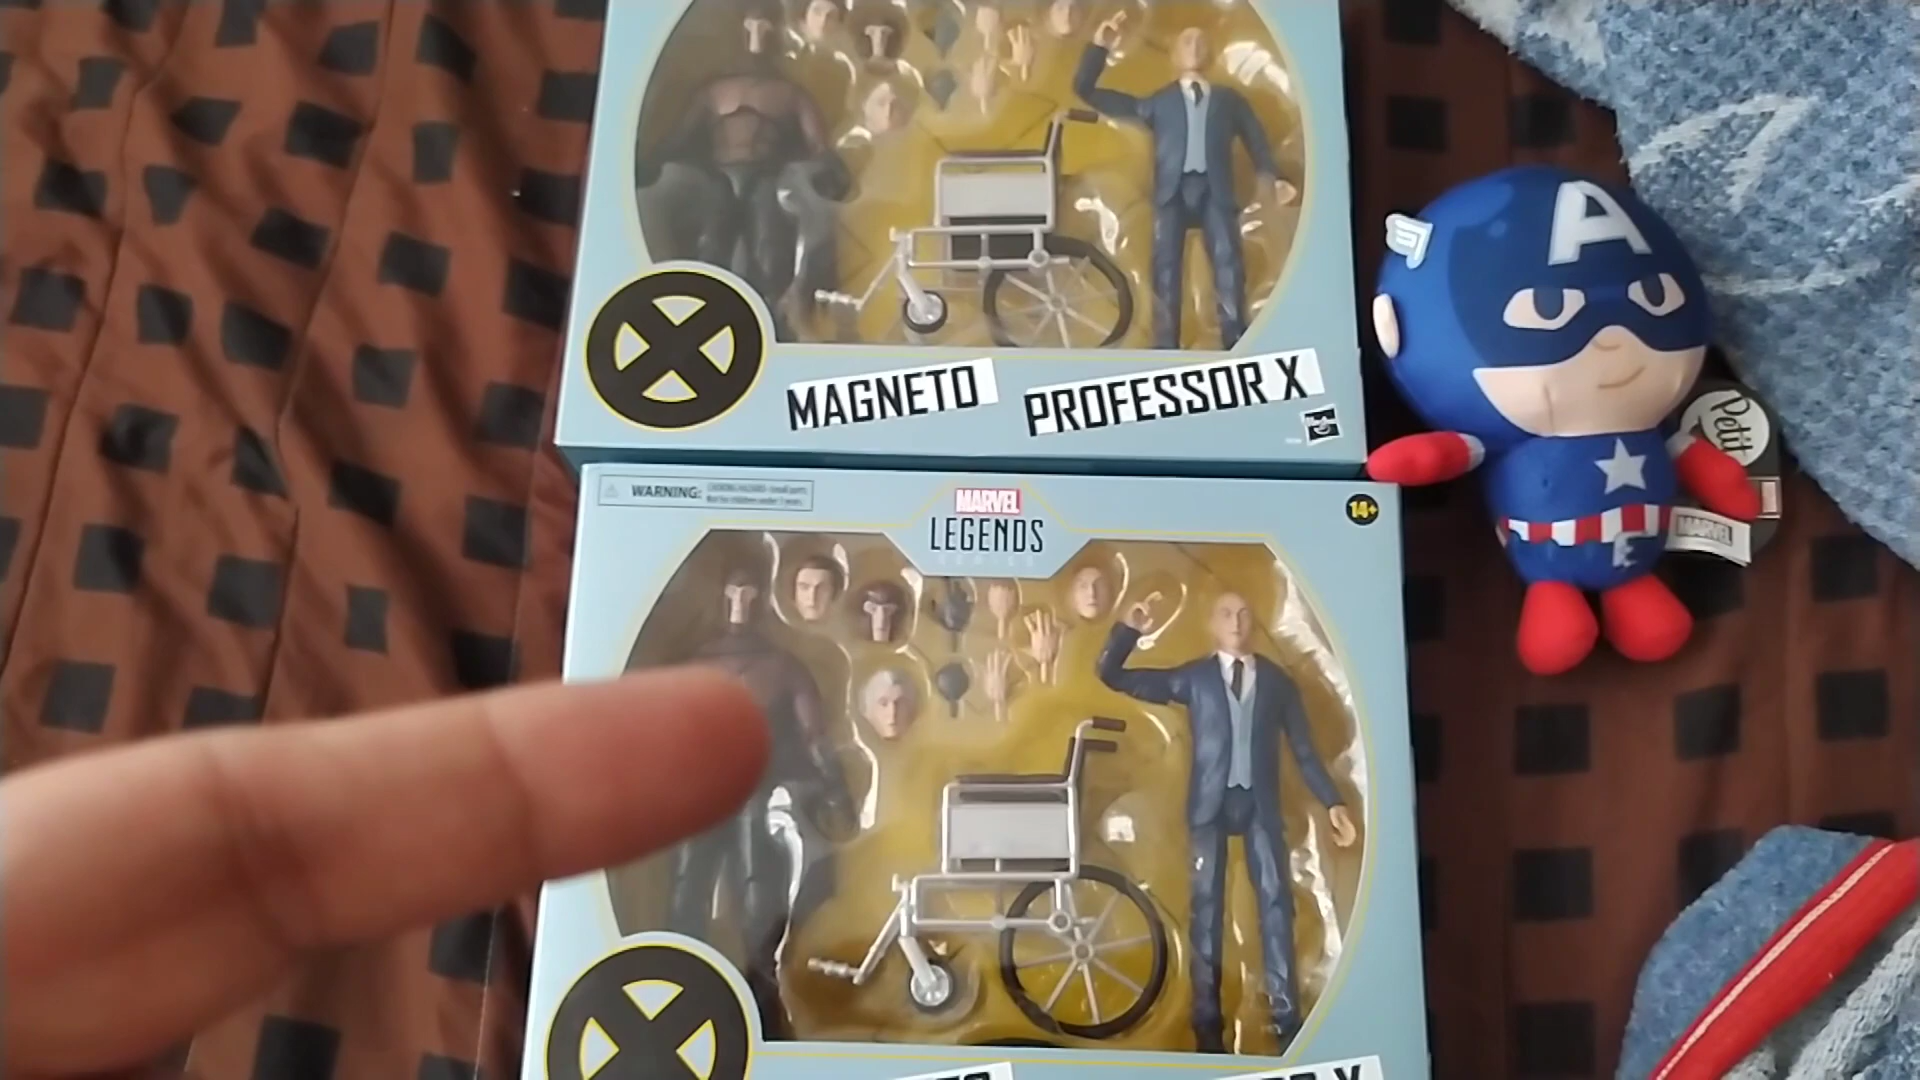 MAGNETO
PROFESSOR X
WARNING:
MARVEL
LEGENDS
14+
A
Petit
MARVEL